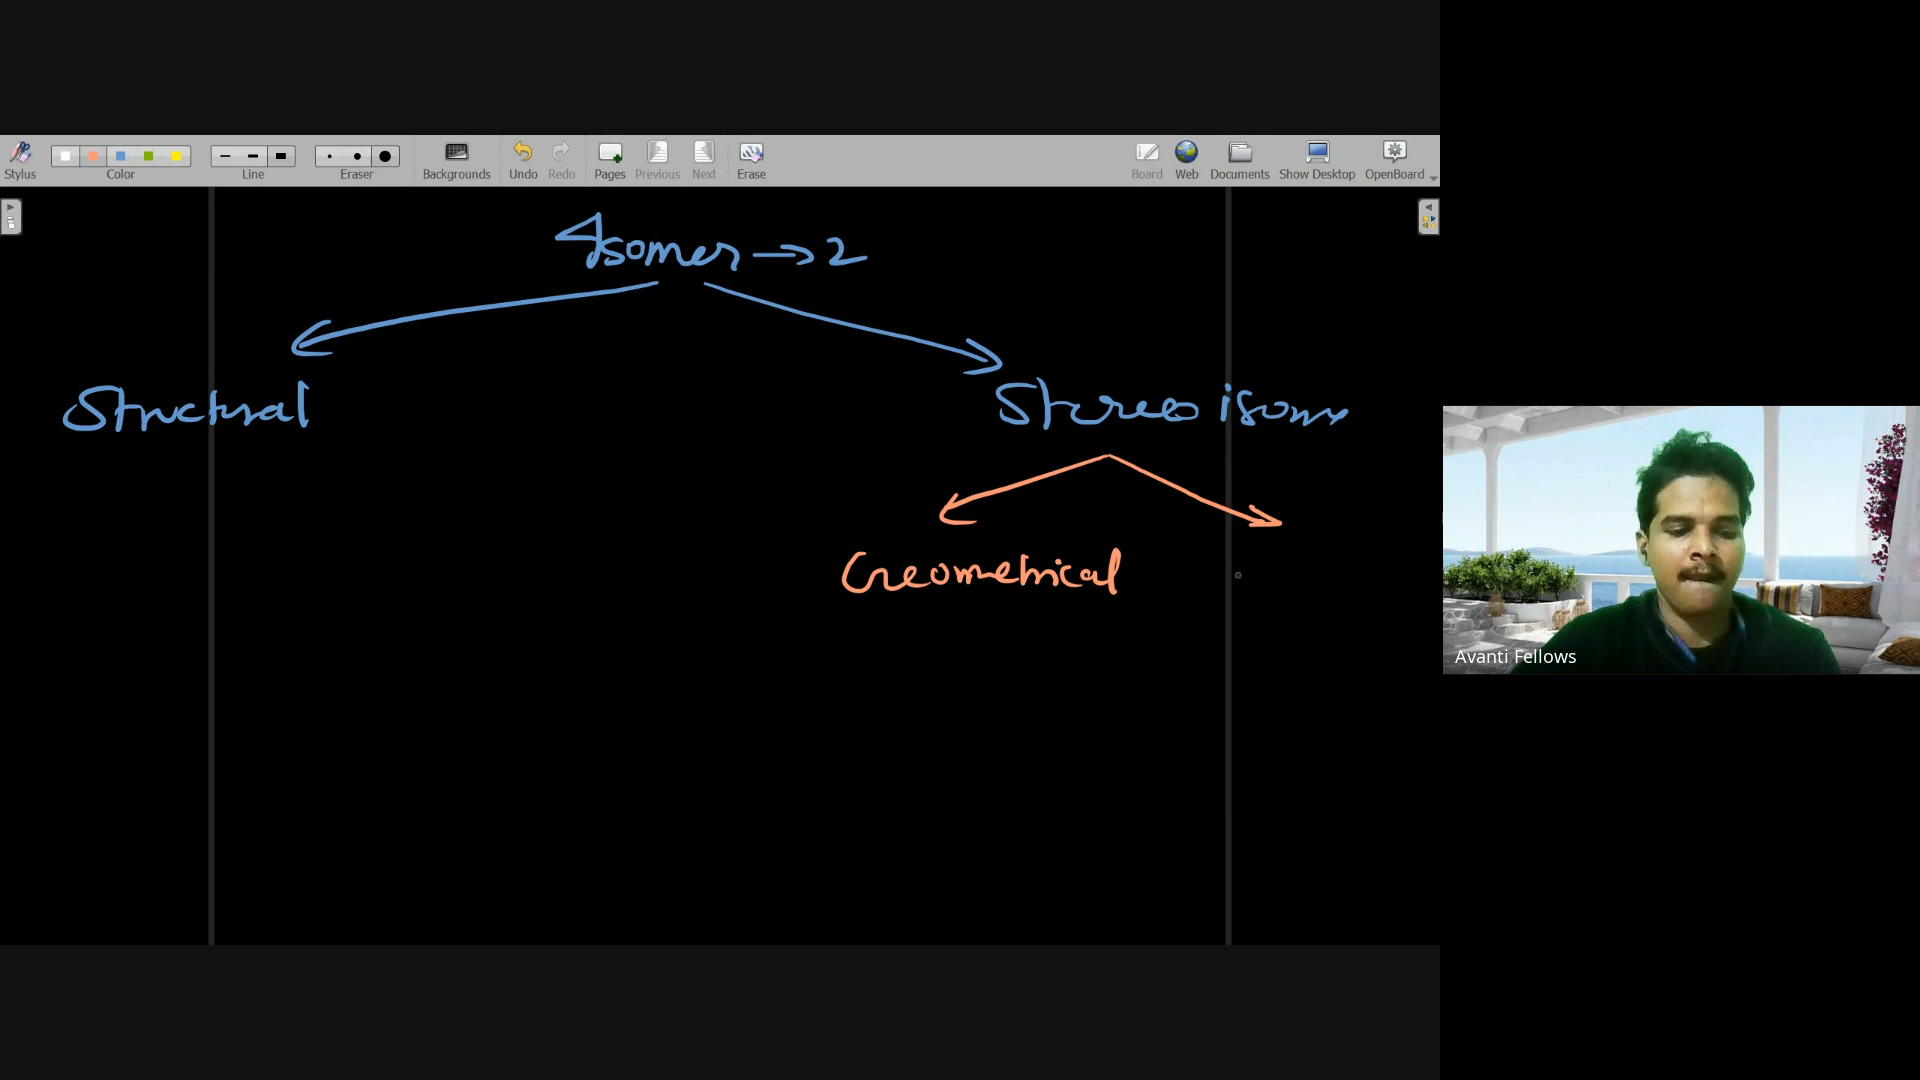 Stylus
Color
Line
Eraser
Backgrounds
Undo
Redo
Pages
Previous
Next
Erase
Board
Web
Documents
Show Desktop
OpenBoard
Isomer → 2
Structural
Stereo isom
Geometrical
Avanti Fellows